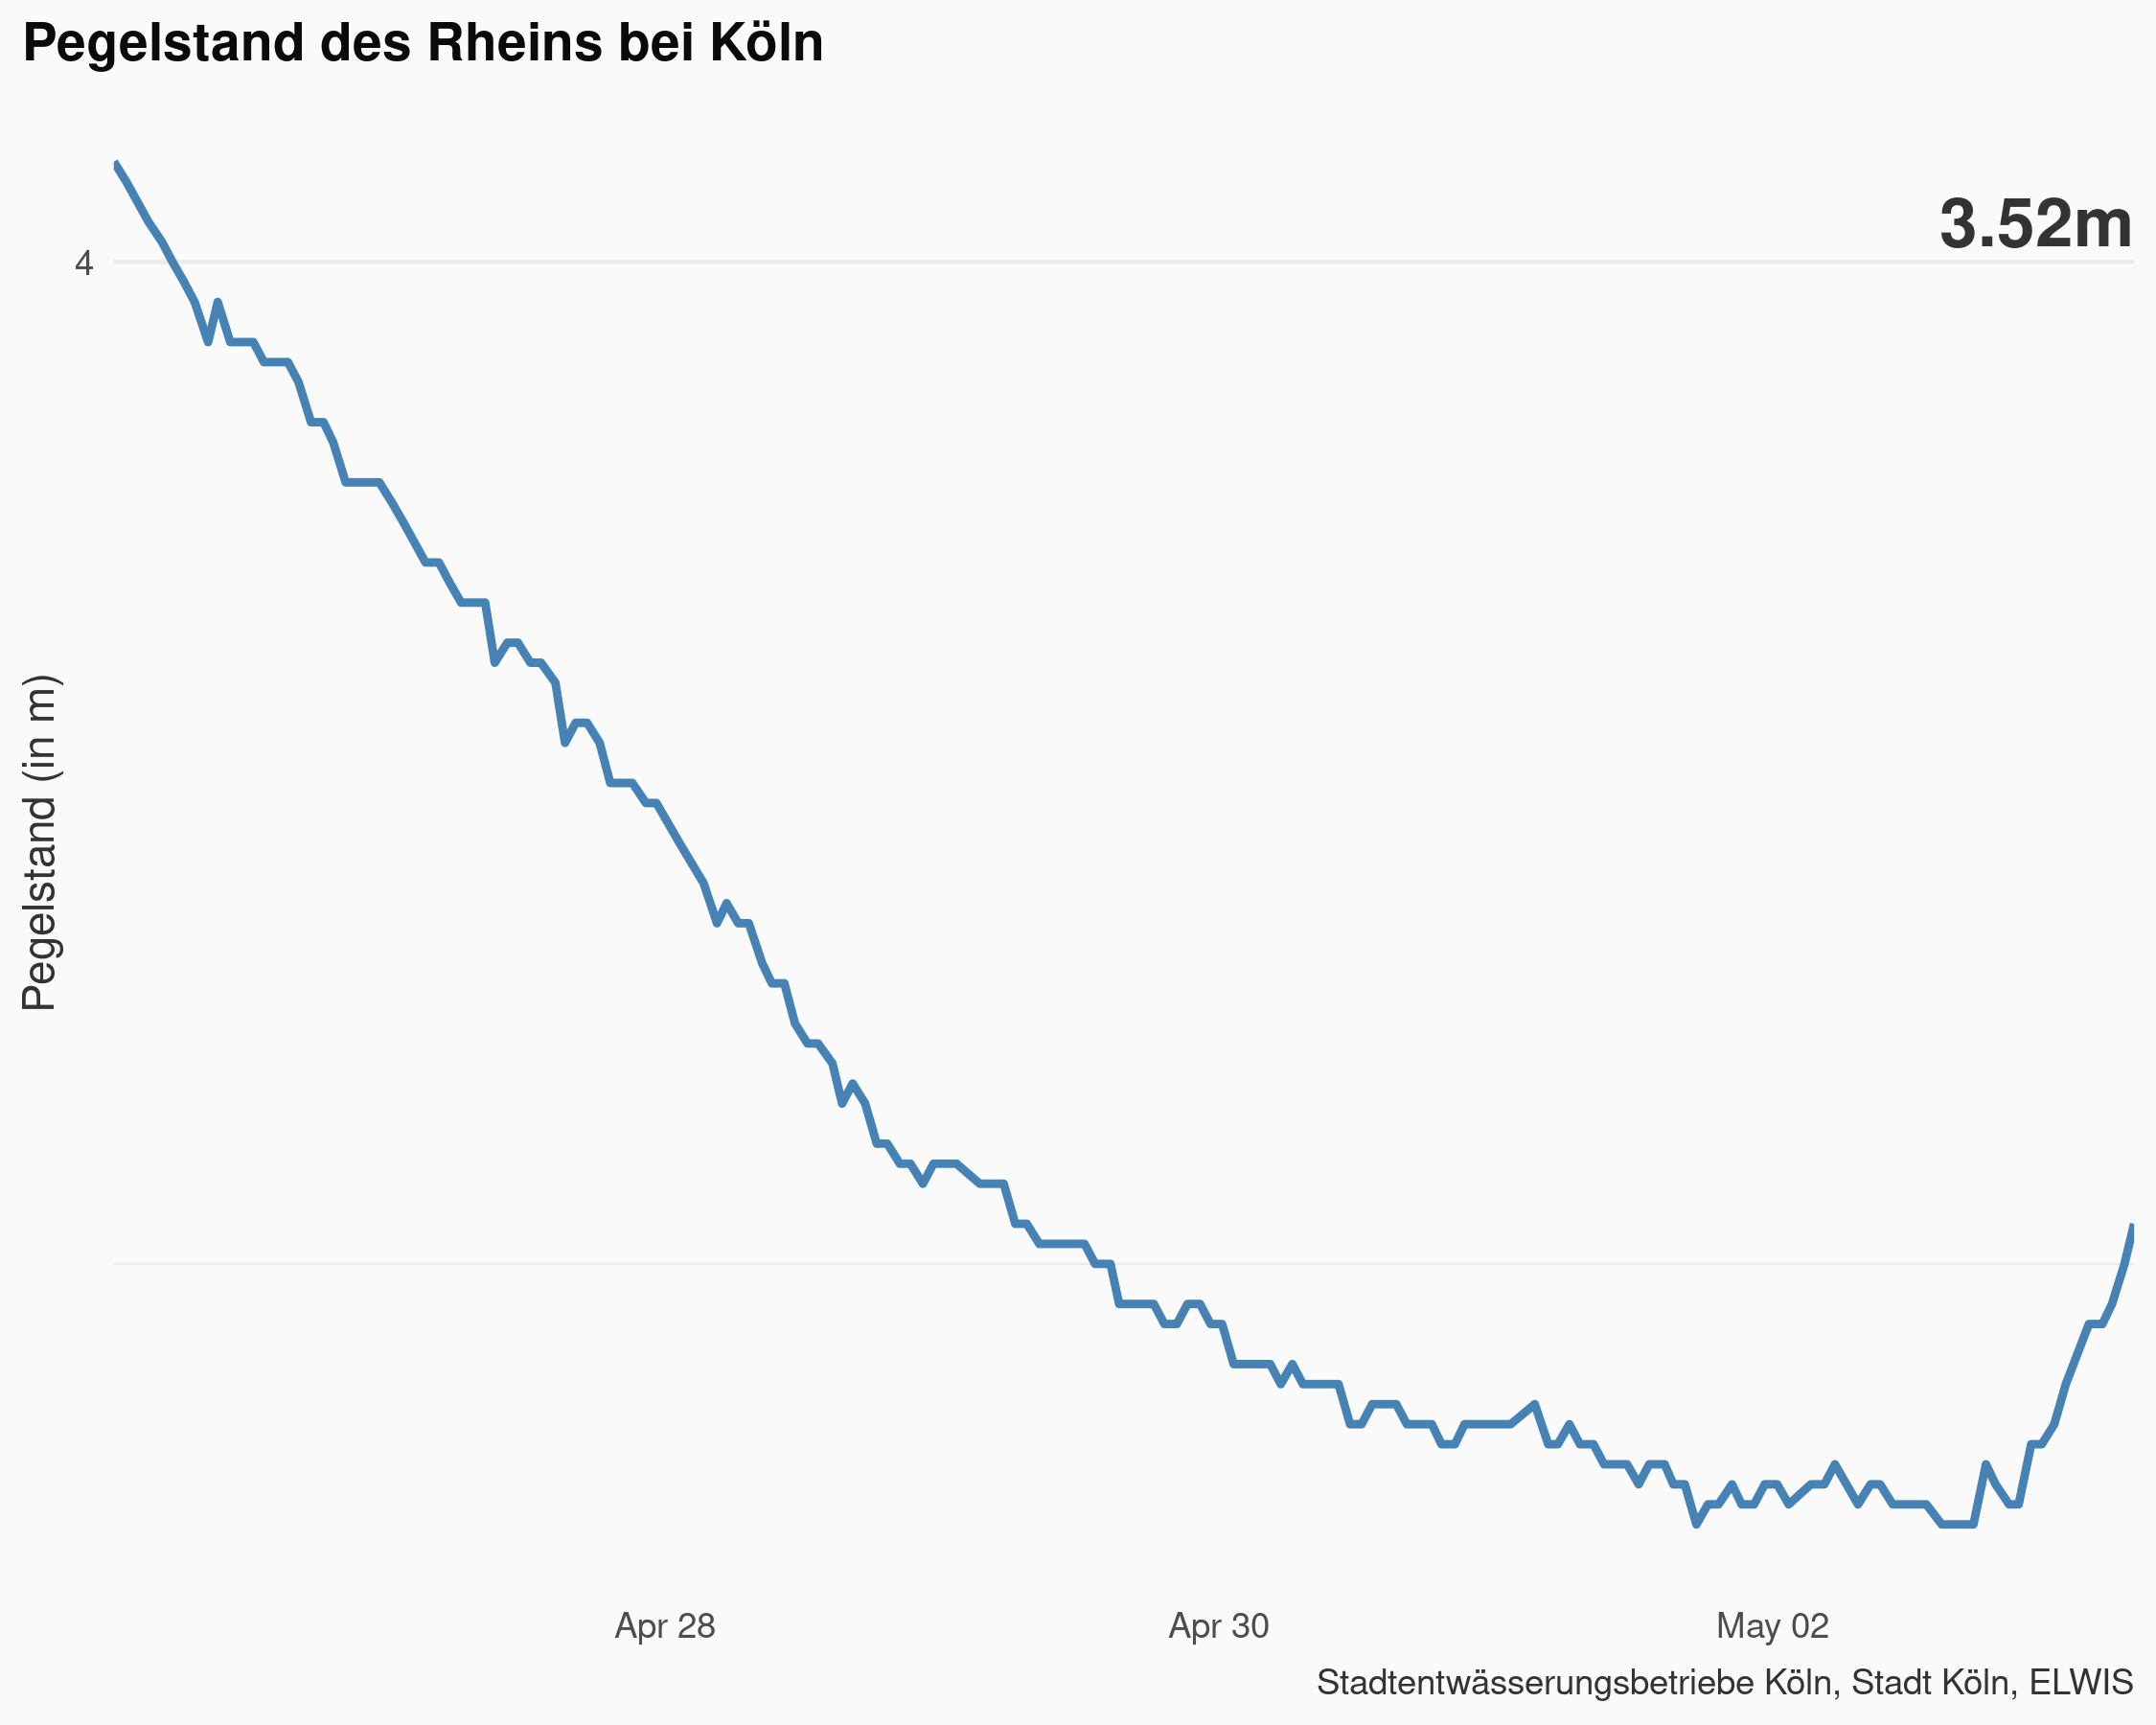 Pegelstand des Rheins bei Köln
3.52m
4
Pegelstand (in m)
Apr 28
Apr 30
May 02
Stadtentwässerungsbetriebe Köln, Stadt Köln, ELWIS